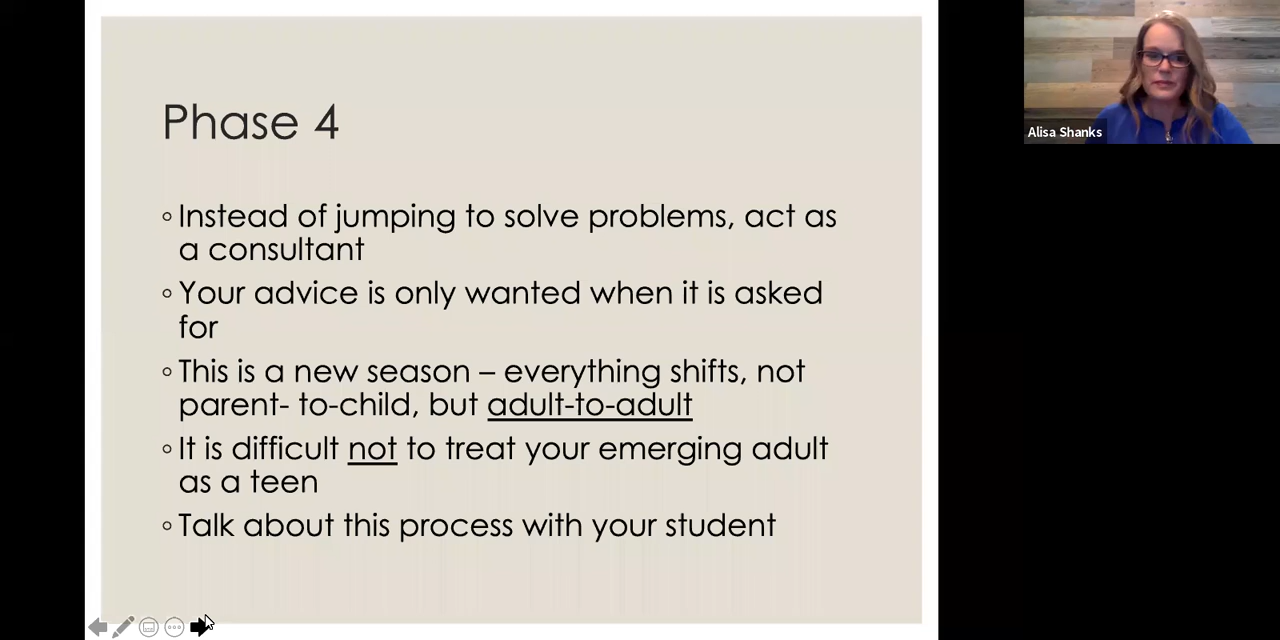 Phase 4
Instead of jumping to solve problems, act as
a consultant
Your advice is only wanted when it is asked
for
This is a new season – everything shifts, not
parent- to-child, but adult-to-adult
It is difficult not to treat your emerging adult
as a teen
Talk about this process with your student
Alisa Shanks